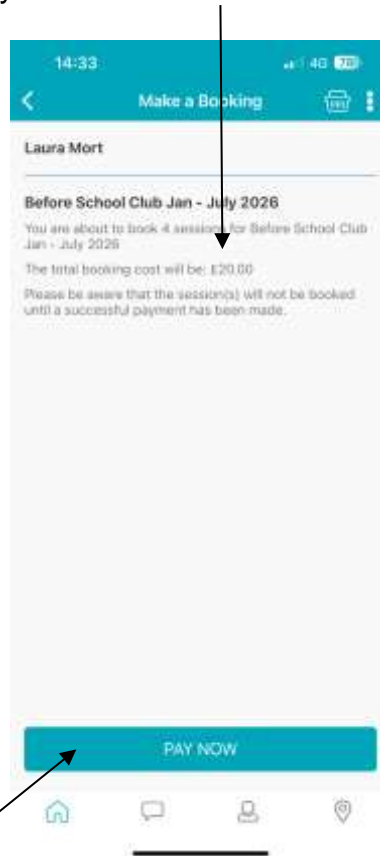 14:33 4G 70
Make a Booking
Laura Mort
Before School Club Jan - July 2026
You are about to book 4 sessions for Before School Club
Jan - July 2026
The total booking cost will be: £20.00
Please be aware that the session(s) will not be booked
until a successful payment has been made.
PAY NOW